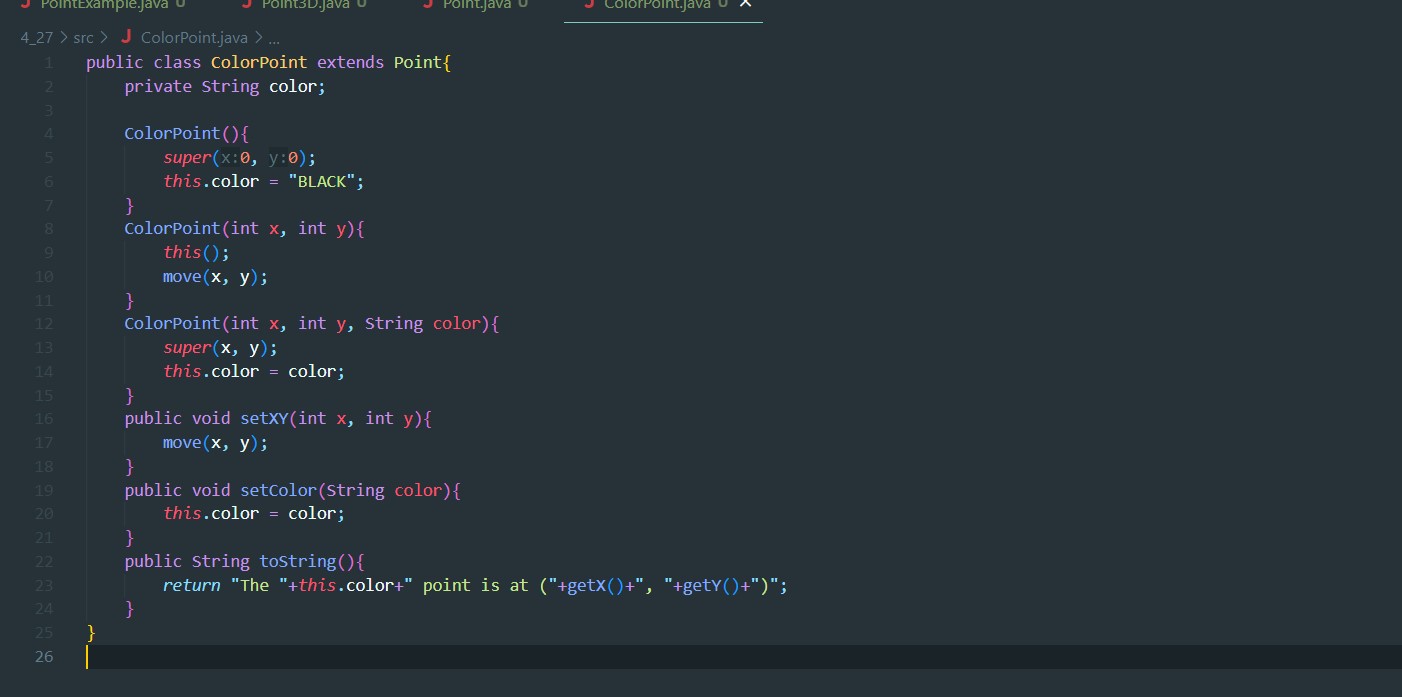 PointExample.java U Point3D.java U Point.java U ColorPoint.java U ×
4_27 > src > J ColorPoint.java > ...
1 public class ColorPoint extends Point{
2 private String color;
3
4 ColorPoint(){
5 super(x:0, y:0);
6 this.color = "BLACK";
7 }
8 ColorPoint(int x, int y){
9 this();
10 move(x, y);
11 }
12 ColorPoint(int x, int y, String color){
13 super(x, y);
14 this.color = color;
15 }
16 public void setXY(int x, int y){
17 move(x, y);
18 }
19 public void setColor(String color){
20 this.color = color;
21 }
22 public String toString(){
23 return "The "+this.color+" point is at ("+getX()+", "+getY()+")";
24 }
25 }
26